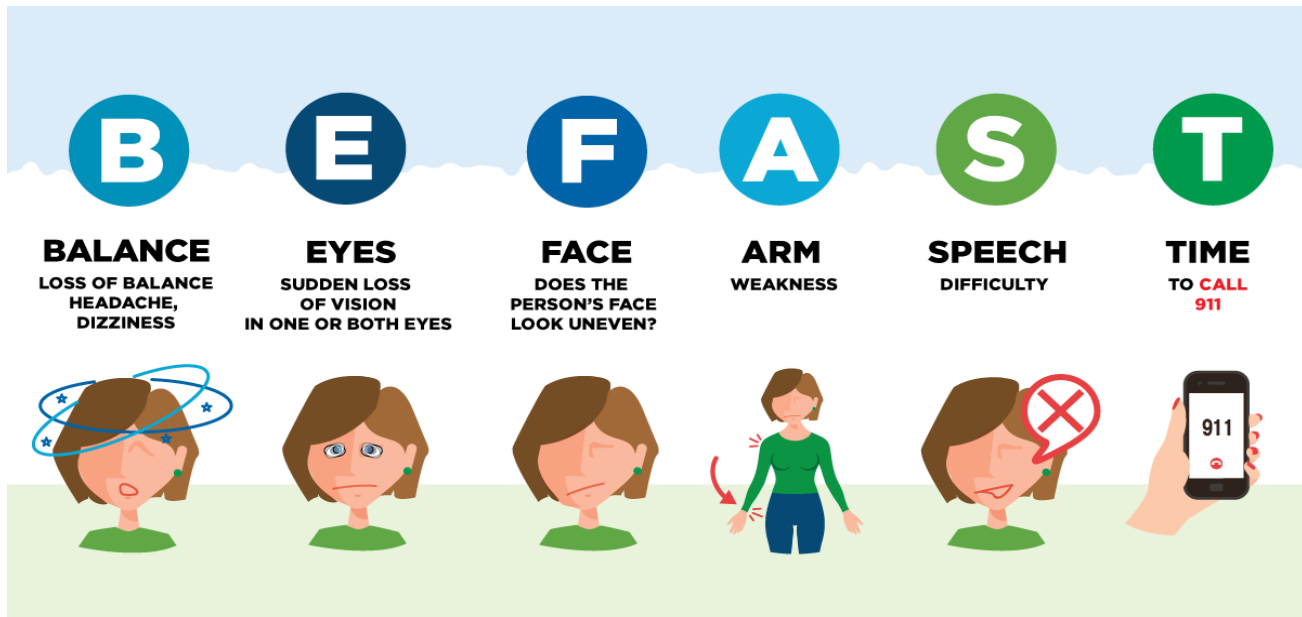 B E F A S T
BALANCE
LOSS OF BALANCE
HEADACHE,
DIZZINESS
EYES
SUDDEN LOSS
OF VISION
IN ONE OR BOTH EYES
FACE
DOES THE
PERSON'S FACE
LOOK UNEVEN?
ARM
WEAKNESS
SPEECH
DIFFICULTY
TIME
TO CALL
911
911